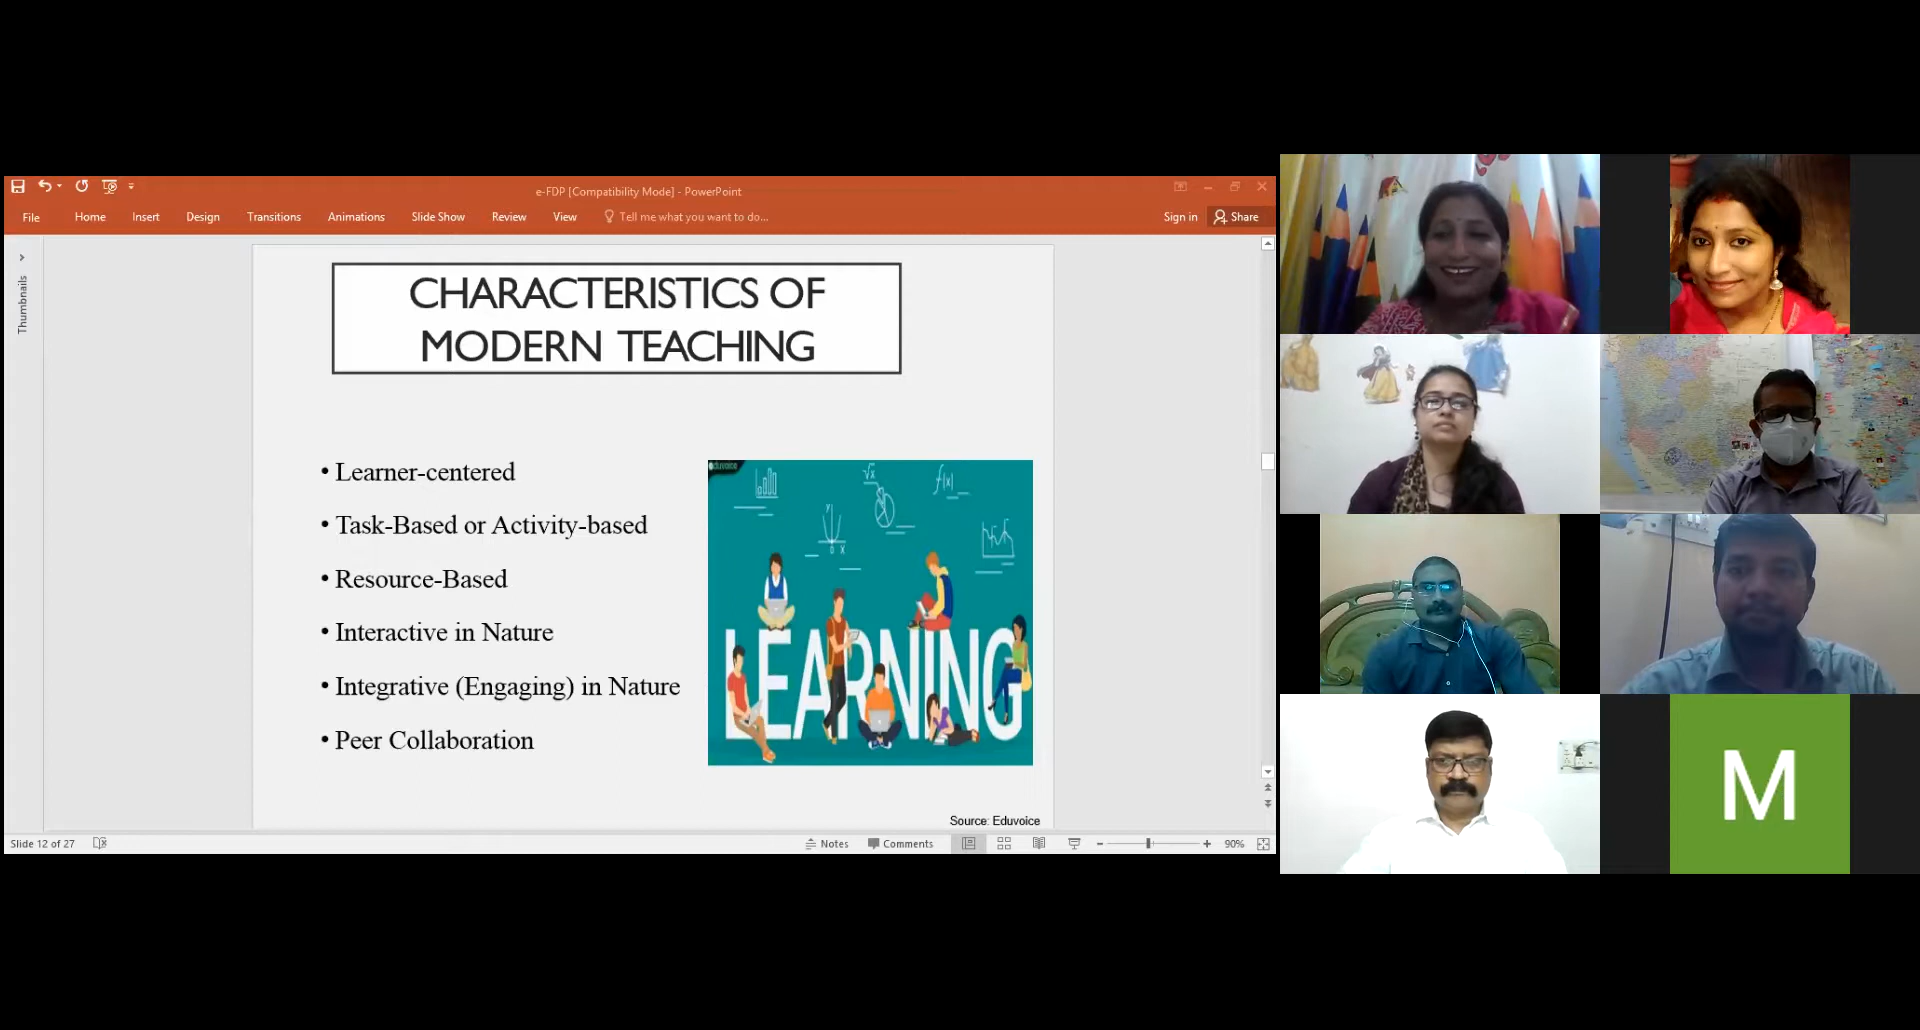 e-FDP [Compatibility Mode] - PowerPoint
File Home Insert Design Transitions Animations Slide Show Review View Tell me what you want to do... Sign in Share
Thumbnails
CHARACTERISTICS OF
MODERN TEACHING
• Learner-centered
• Task-Based or Activity-based
• Resource-Based
• Interactive in Nature
• Integrative (Engaging) in Nature
• Peer Collaboration
eduvoice
√x
f(x)
y
0 x
LEARNING
Source: Eduvoice
Slide 12 of 27 Notes Comments 90%
M